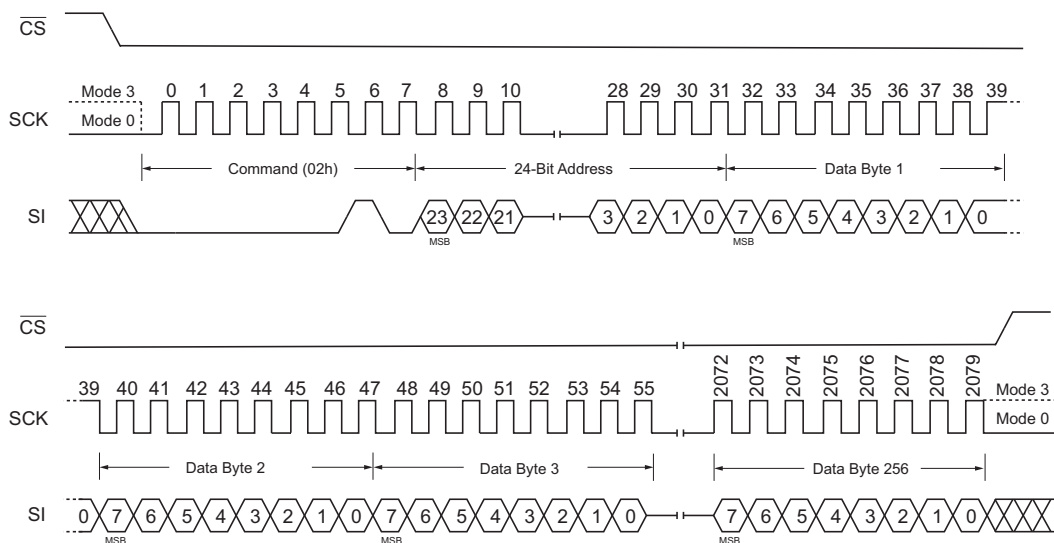 CS
Mode 3 0 1 2 3 4 5 6 7 8 9 10 28 29 30 31 32 33 34 35 36 37 38 39
SCK
Mode 0
Command (02h) 24-Bit Address Data Byte 1
SI 23 22 21 3 2 1 0 7 6 5 4 3 2 1 0
MSB MSB
CS
39 40 41 42 43 44 45 46 47 48 49 50 51 52 53 54 55 2072 2073 2074 2075 2076 2077 2078 2079
Mode 3
SCK
Mode 0
Data Byte 2 Data Byte 3 Data Byte 256
SI 0 7 6 5 4 3 2 1 0 7 6 5 4 3 2 1 0 7 6 5 4 3 2 1 0
MSB MSB MSB